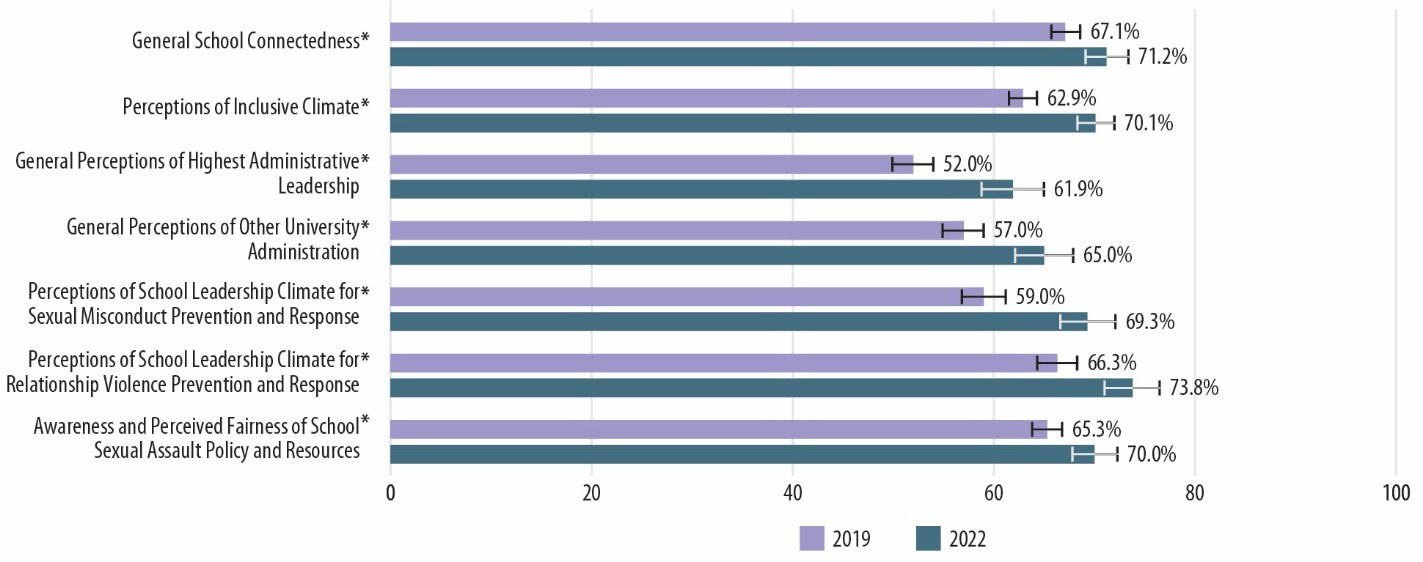 General School Connectedness*
67.1%
71.2%
Perceptions of Inclusive Climate*
62.9%
70.1%
General Perceptions of Highest Administrative*
Leadership
52.0%
61.9%
General Perceptions of Other University*
Administration
57.0%
65.0%
Perceptions of School Leadership Climate for*
Sexual Misconduct Prevention and Response
59.0%
69.3%
Perceptions of School Leadership Climate for*
Relationship Violence Prevention and Response
66.3%
73.8%
Awareness and Perceived Fairness of School*
Sexual Assault Policy and Resources
65.3%
70.0%
0 20 40 60 80 100
2019 2022